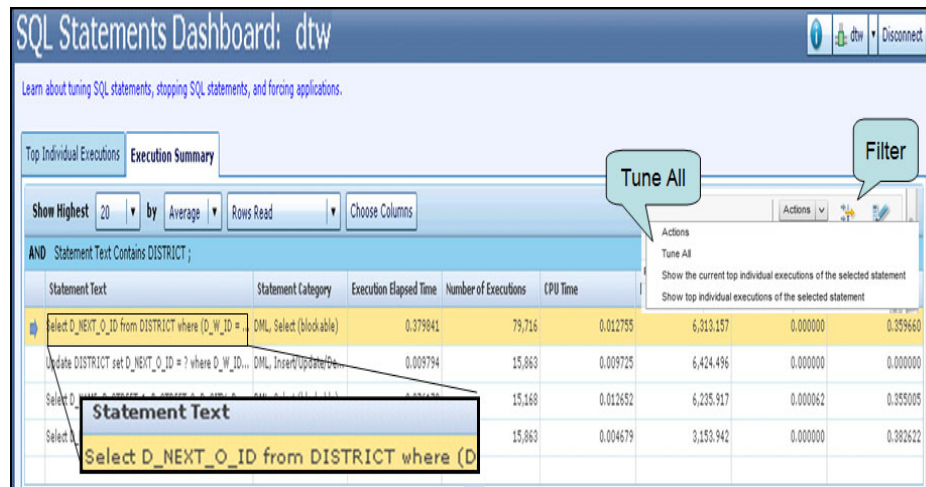 SQL Statements Dashboard: dtw
dtw Disconnect
Learn about tuning SQL statements, stopping SQL statements, and forcing applications.
Filter
Tune All
Top Individual Executions Execution Summary
Show Highest 20 by Average Rows Read Choose Columns
Actions
Actions
Tune All
Show the current top individual executions of the selected statement
Show top individual executions of the selected statement
AND Statement Text Contains DISTRICT ;
Statement Text Statement Category Execution Elapsed Time Number of Executions CPU Time
Select D_NEXT_O_ID from DISTRICT where (D_W_ID = ... DML, Select (blockable) 0.379841 79,716 0.012755 6,313.157 0.000000 0.359660
Update DISTRICT set D_NEXT_O_ID = ? where D_W_ID... DML, Insert/Update/De... 0.009794 15,863 0.009725 6,424.496 0.000000 0.000000
Select D_ 15,168 0.012652 6,235.917 0.000062 0.355005
Select D_ 15,863 0.004679 3,153.942 0.000000 0.382622
Statement Text
Select D_NEXT_O_ID from DISTRICT where (D